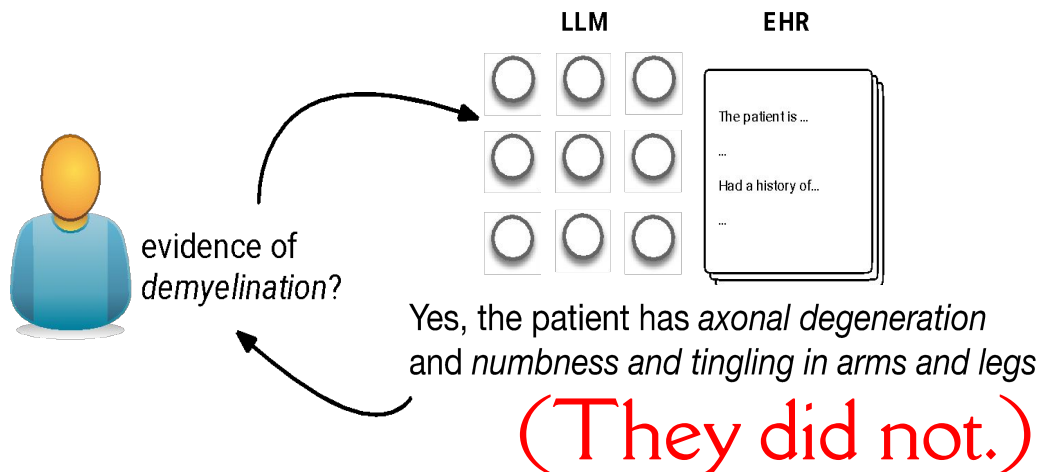 LLM
EHR
The patient is ...
...
Had a history of...
...
evidence of
demyelination?
Yes, the patient has axonal degeneration
and numbness and tingling in arms and legs
(They did not.)